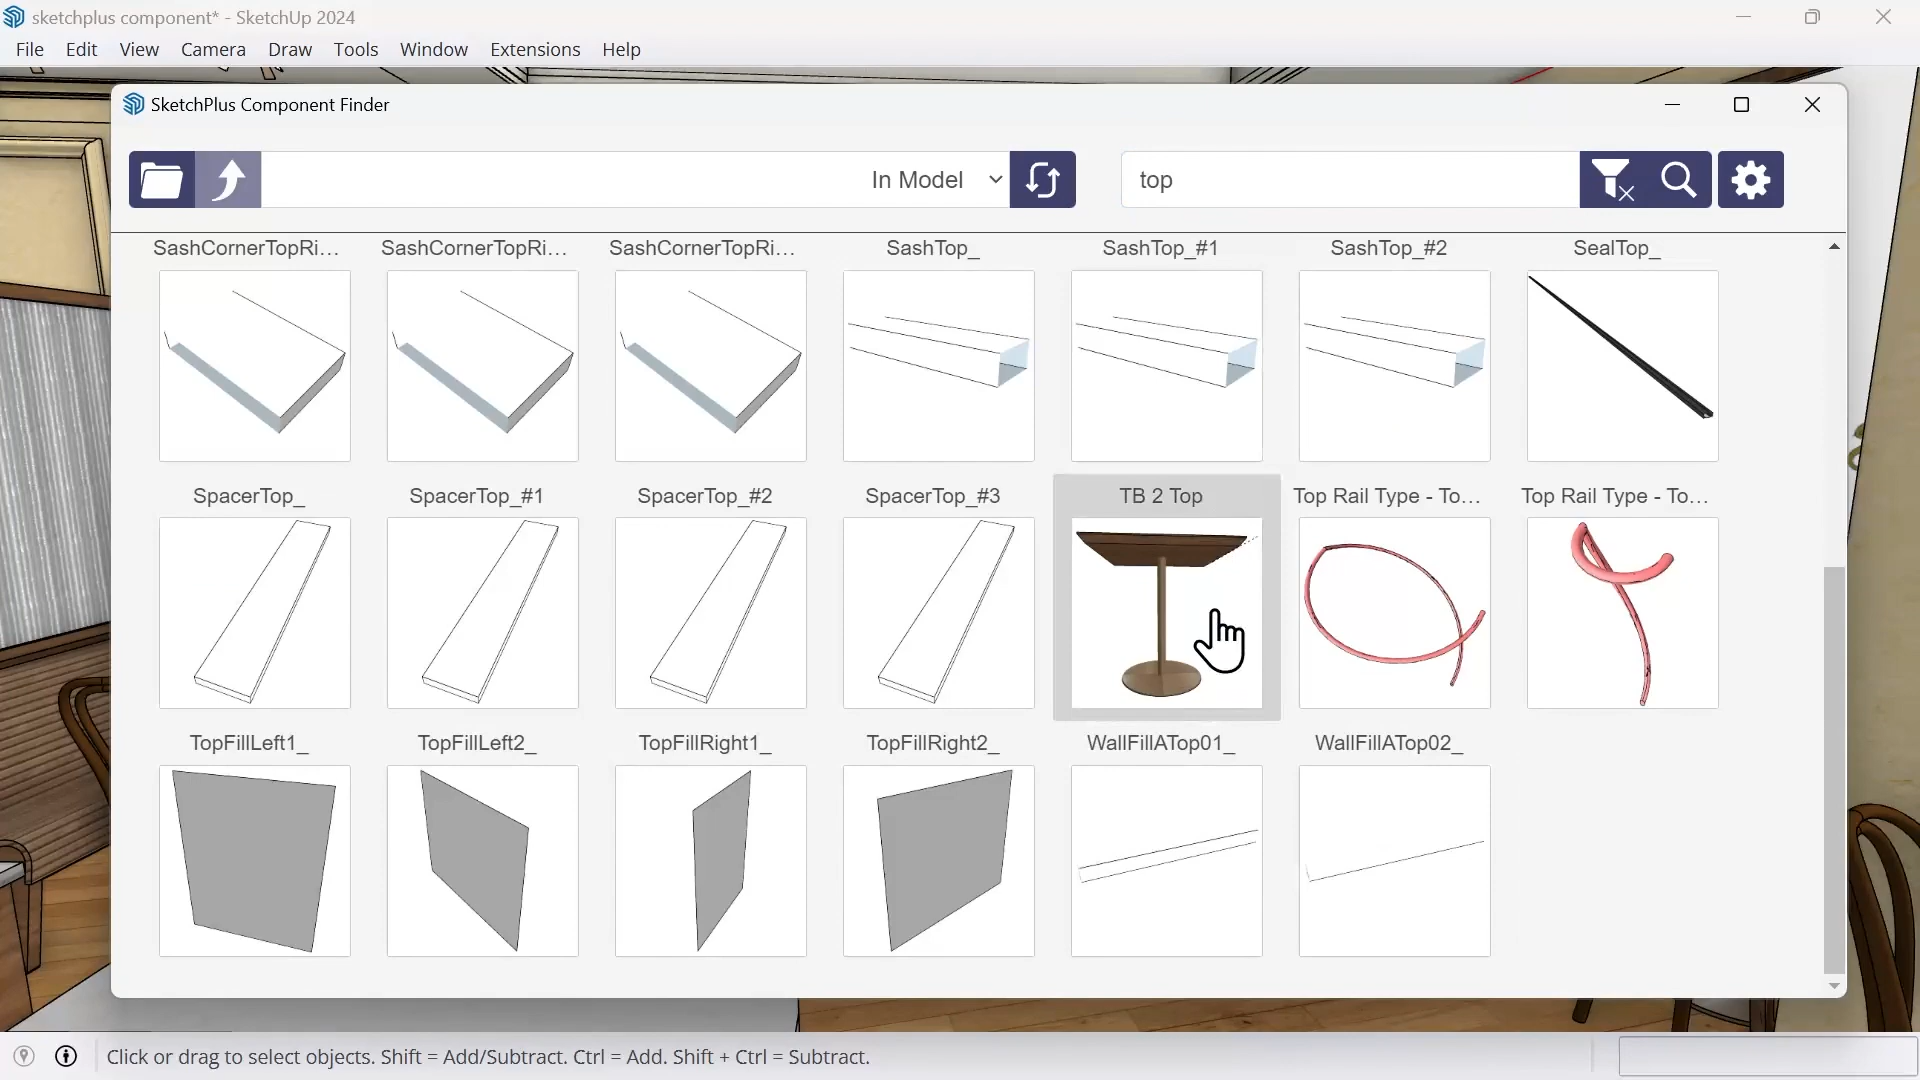 sketchplus component* - SketchUp 2024
File Edit View Camera Draw Tools Window Extensions Help
SketchPlus Component Finder
In Model
top
SashCornerTopRi... SashCornerTopRi... SashCornerTopRi... SashTop_ SashTop_#1 SashTop_#2 SealTop_
SpacerTop_ SpacerTop_#1 SpacerTop_#2 SpacerTop_#3 TB 2 Top Top Rail Type - To... Top Rail Type - To...
TopFillLeft1_ TopFillLeft2_ TopFillRight1_ TopFillRight2_ WallFillATop01_ WallFillATop02_
Click or drag to select objects. Shift = Add/Subtract. Ctrl = Add. Shift + Ctrl = Subtract.